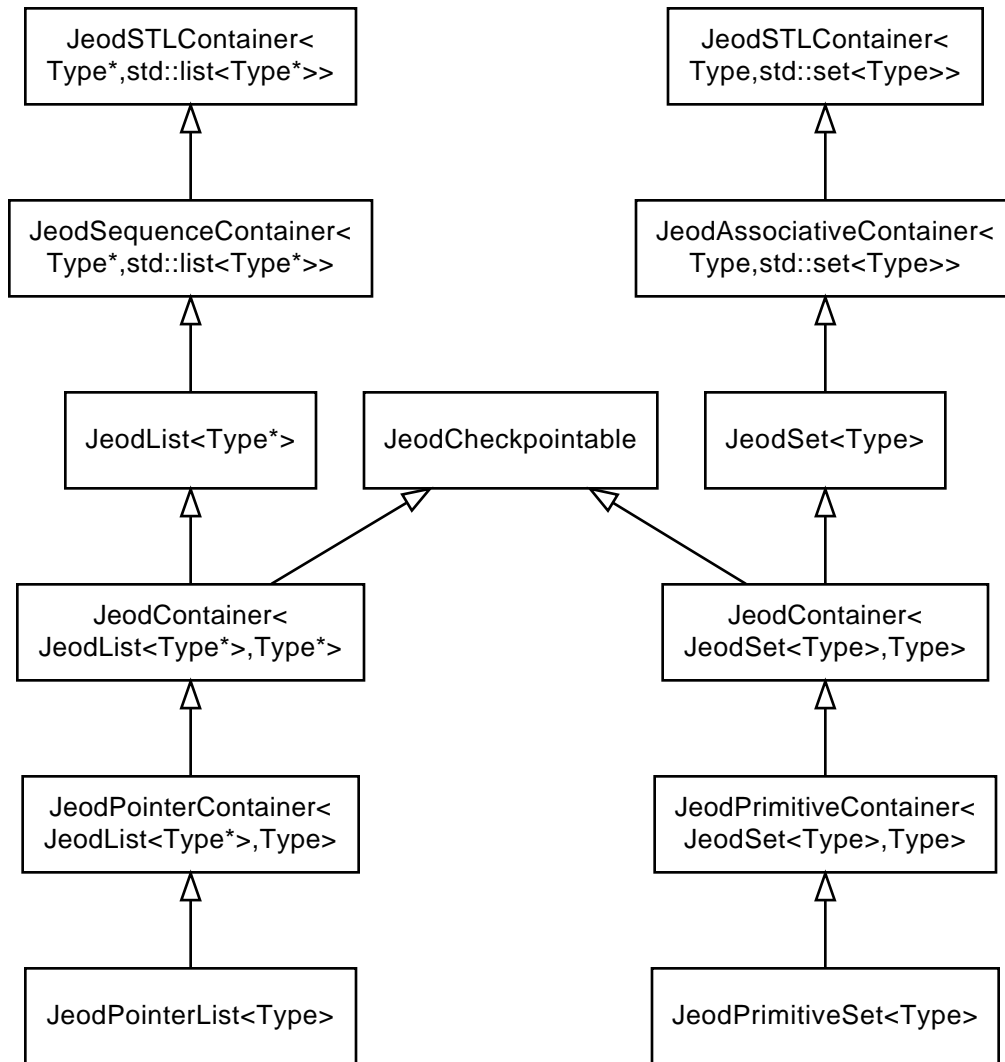 JeodSTLContainer<
Type*,std::list<Type*>>
JeodSTLContainer<
Type,std::set<Type>>
JeodSequenceContainer<
Type*,std::list<Type*>>
JeodAssociativeContainer<
Type,std::set<Type>>
JeodList<Type*>
JeodCheckpointable
JeodSet<Type>
JeodContainer<
JeodList<Type*>,Type*>
JeodContainer<
JeodSet<Type>,Type>
JeodPointerContainer<
JeodList<Type*>,Type>
JeodPrimitiveContainer<
JeodSet<Type>,Type>
JeodPointerList<Type>
JeodPrimitiveSet<Type>